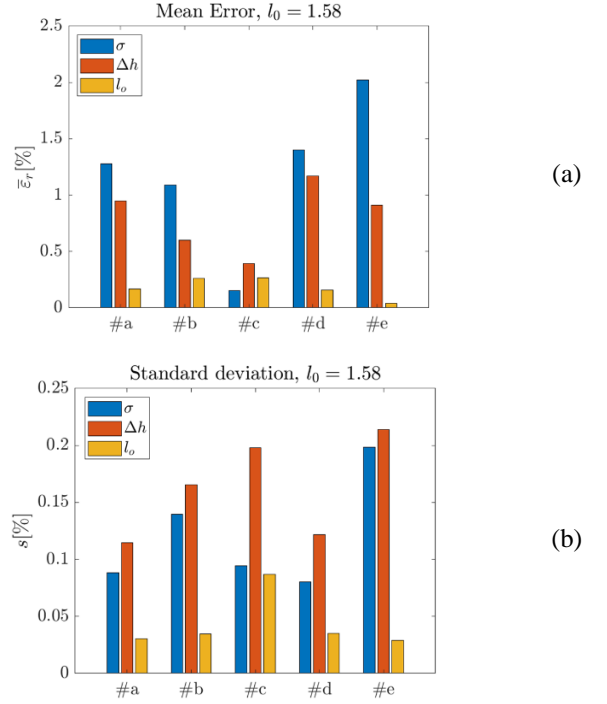 Mean Error, l₀ = 1.58
2.5
2
1.5
1
0.5
0
ε̅ᵣ[%]
σ
Δh
lₒ
#a #b #c #d #e
(a)
Standard deviation, l₀ = 1.58
0.25
0.2
0.15
0.1
0.05
0
s[%]
σ
Δh
lₒ
#a #b #c #d #e
(b)